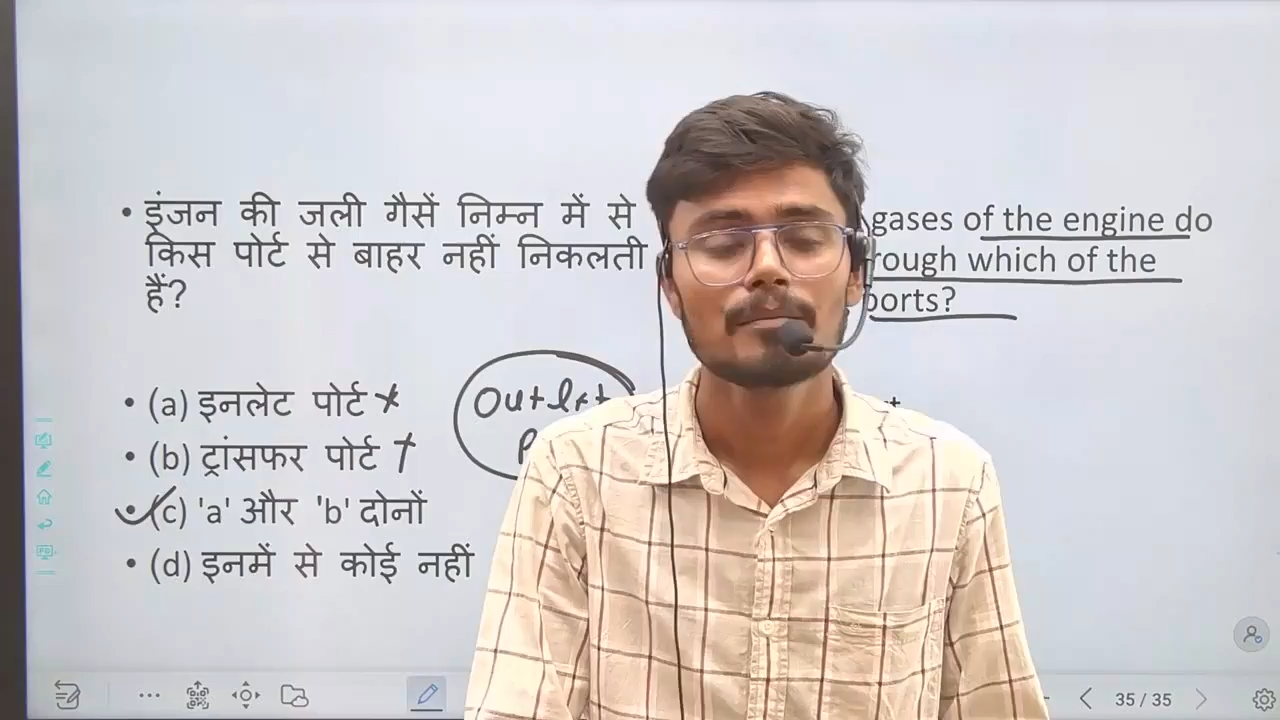 • इंजन की जली गैसें निम्न में से
किस पोर्ट से बाहर नहीं निकलती
हैं?
gases of the engine do
which of the
ports?
• (a) इनलेट पोर्ट
• (b) ट्रांसफर पोर्ट
• (c) 'a' और 'b' दोनों
• (d) इनमें से कोई नहीं
Outlet
35 / 35